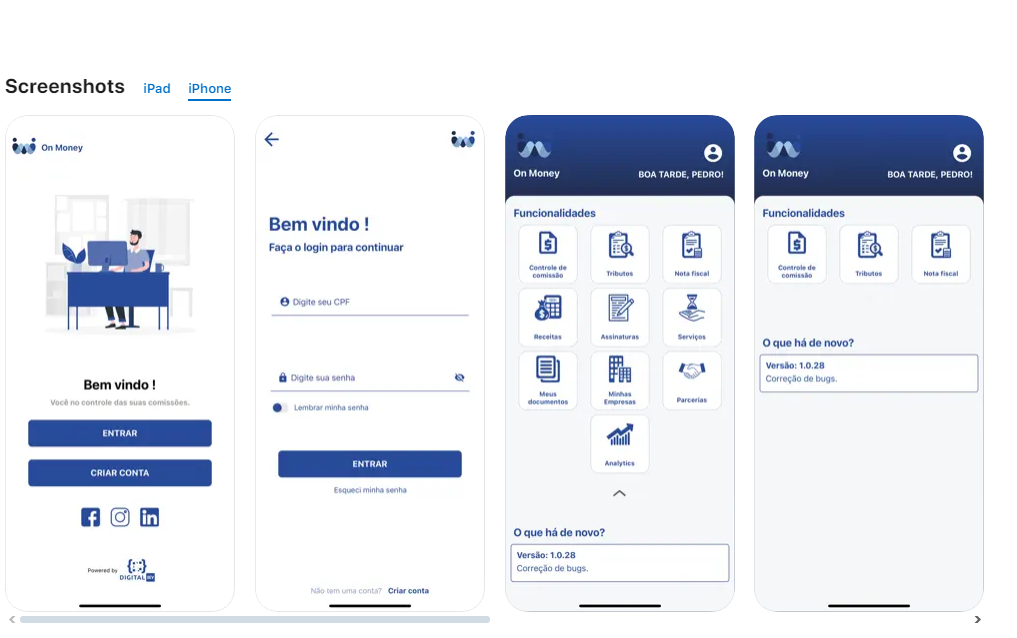 Screenshots iPad iPhone
On Money
Bem vindo !
Você no controle das suas comissões.
ENTRAR
CRIAR CONTA
Powered by
DIGITAL
Bem vindo !
Faça o login para continuar
Digite seu CPF
Digite sua senha
Lembrar minha senha
ENTRAR
Esqueci minha senha
Não tem uma conta? Criar conta
On Money
BOA TARDE, PEDRO!
Funcionalidades
Controle de
comissão
Tributos
Nota fiscal
Receitas
Assinaturas
Serviços
Meus
documentos
Minhas
Empresas
Parcerias
Analytics
O que há de novo?
Versão: 1.0.28
Correção de bugs.
On Money
BOA TARDE, PEDRO!
Funcionalidades
Controle de
comissão
Tributos
Nota fiscal
O que há de novo?
Versão: 1.0.28
Correção de bugs.